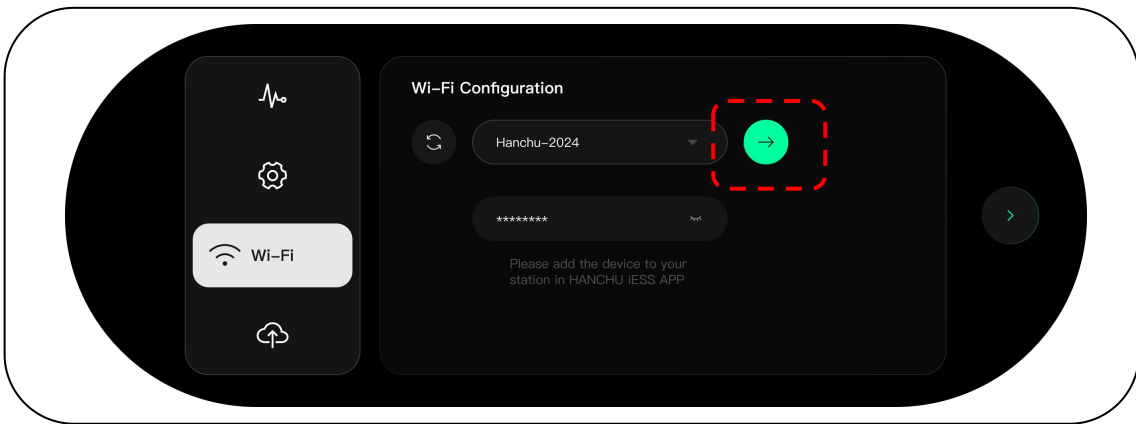 Wi-Fi Configuration
Hanchu-2024
********
Wi-Fi
Please add the device to your
station in HANCHU IESS APP